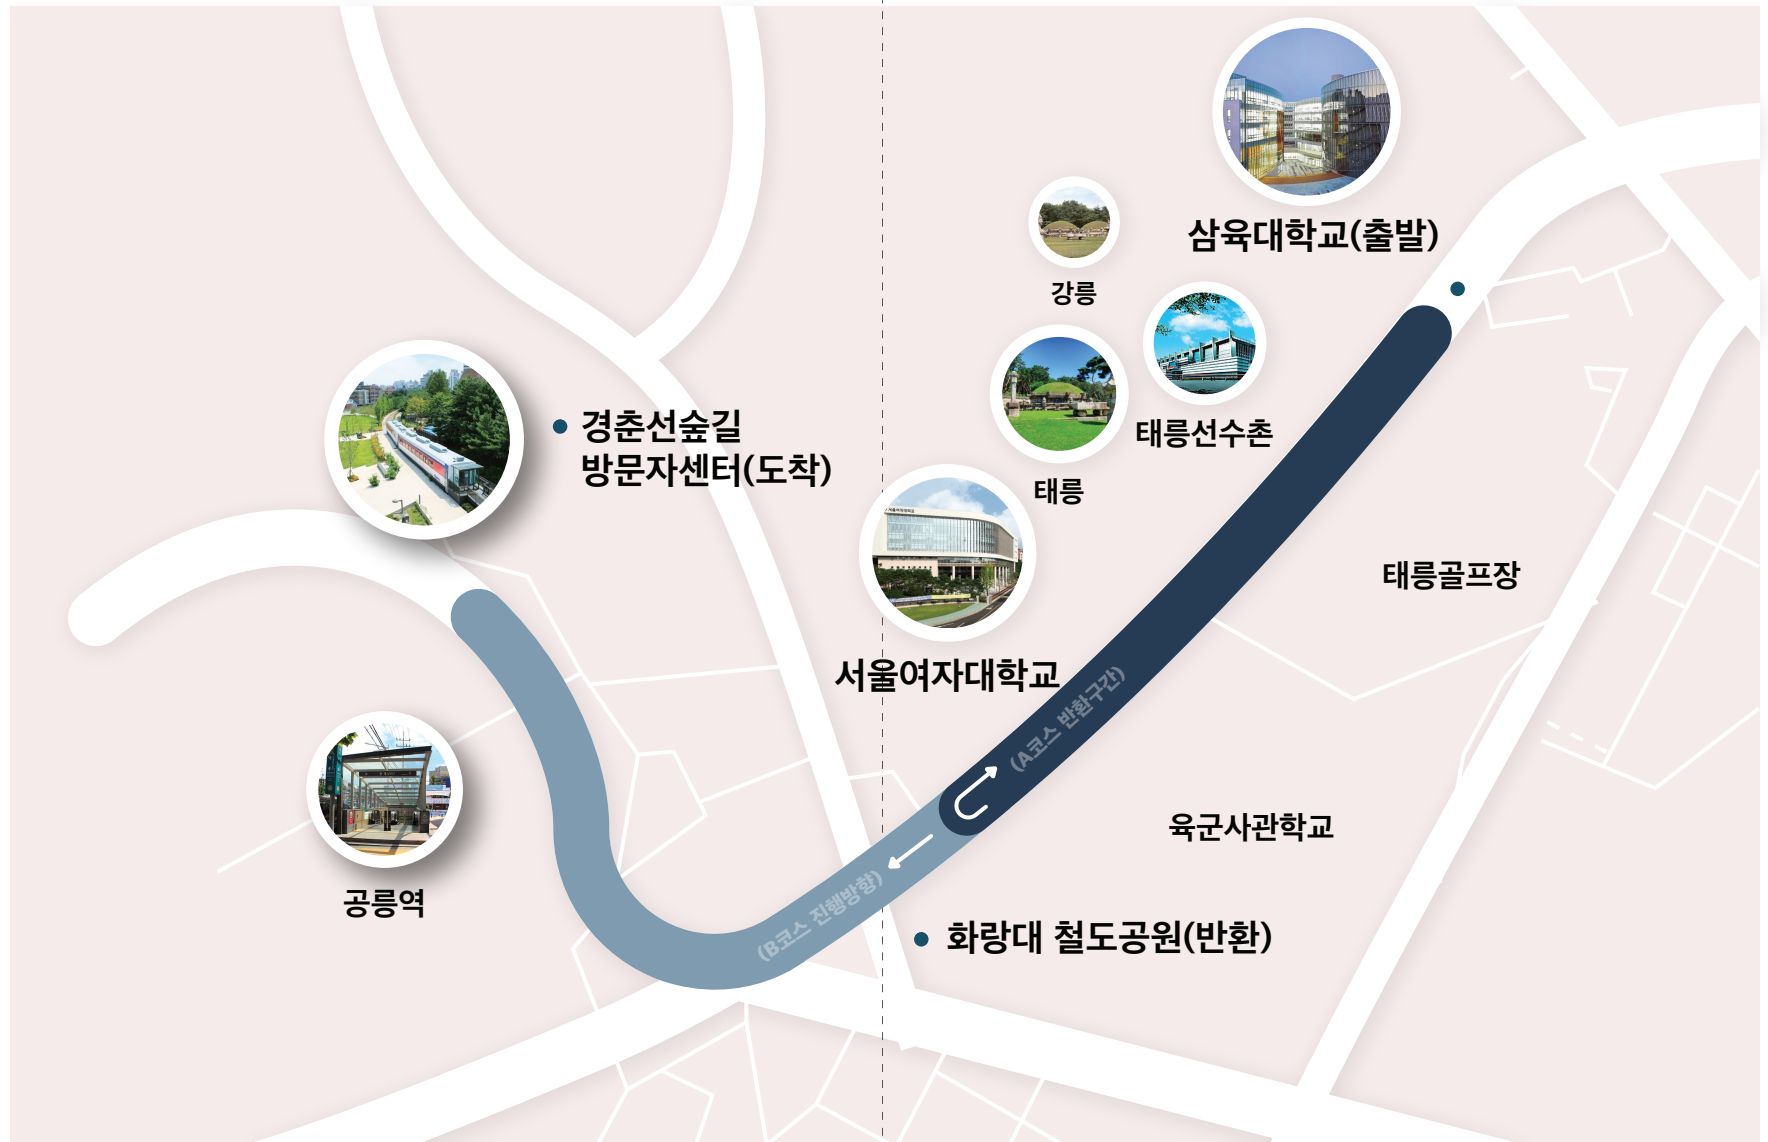 삼육대학교(출발)
강릉
태릉선수촌
태릉
경춘선숲길
방문자센터(도착)
서울여자대학교
태릉골프장
(A코스 반환구간)
육군사관학교
공릉역
(B코스 진행방향)
화랑대 철도공원(반환)